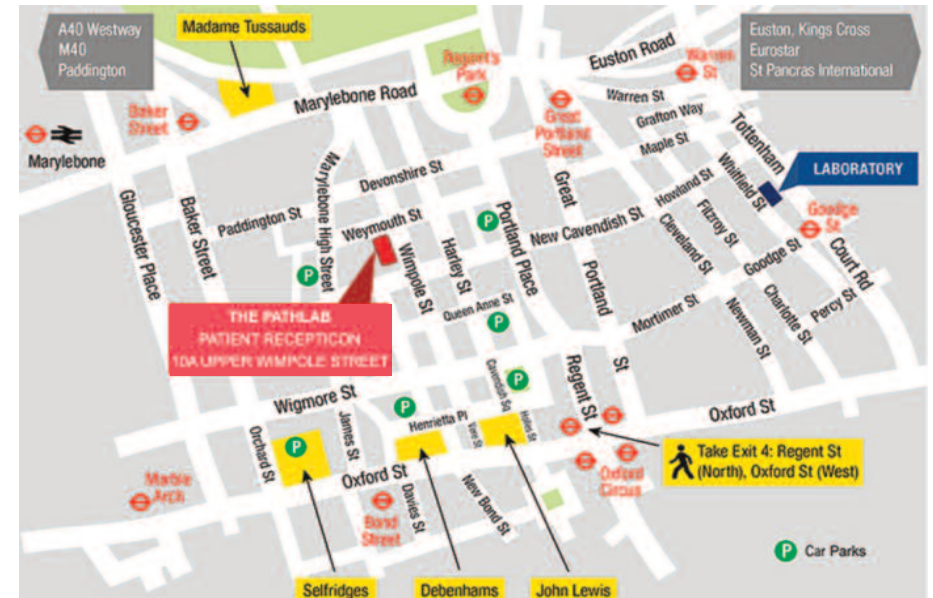 A40 Westway
M40
Paddington
Madame Tussauds
Euston, Kings Cross
Eurostar
St Pancras International
Euston Road
Warren
St
Regent's
Park
Marylebone Road
Baker
Street
Marylebone
Warren St
Grafton Way
Maple St
Great
Portland
Street
Tottenham
Court Rd
LABORATORY
Whitfield St
Howland St
Goodge
St
Devonshire St
Marylebone High Street
Paddington St
Weymouth St
Gloucester Place
Baker Street
Wimpole St
Harley St
P
Portland Place
Great
Portland
St
New Cavendish St
Cleveland St
Fitzroy St
Goodge St
P
THE PATHLAB
PATIENT RECEPTICON
10A UPPER WIMPOLE STREET
Queen Anne St
P
Mortimer St
Newman St
Charlotte St
Percy St
Wigmore St
P
P
Cavendish Sq
Regent St
Oxford St
Orchard St
P
James St
Henrietta Pl
Vere St
Holles St
Take Exit 4: Regent St
(North), Oxford St (West)
Oxford
Circus
Marble
Arch
Oxford St
Bond
Street
Davies St
New Bond St
P Car Parks
Selfridges
Debenhams
John Lewis